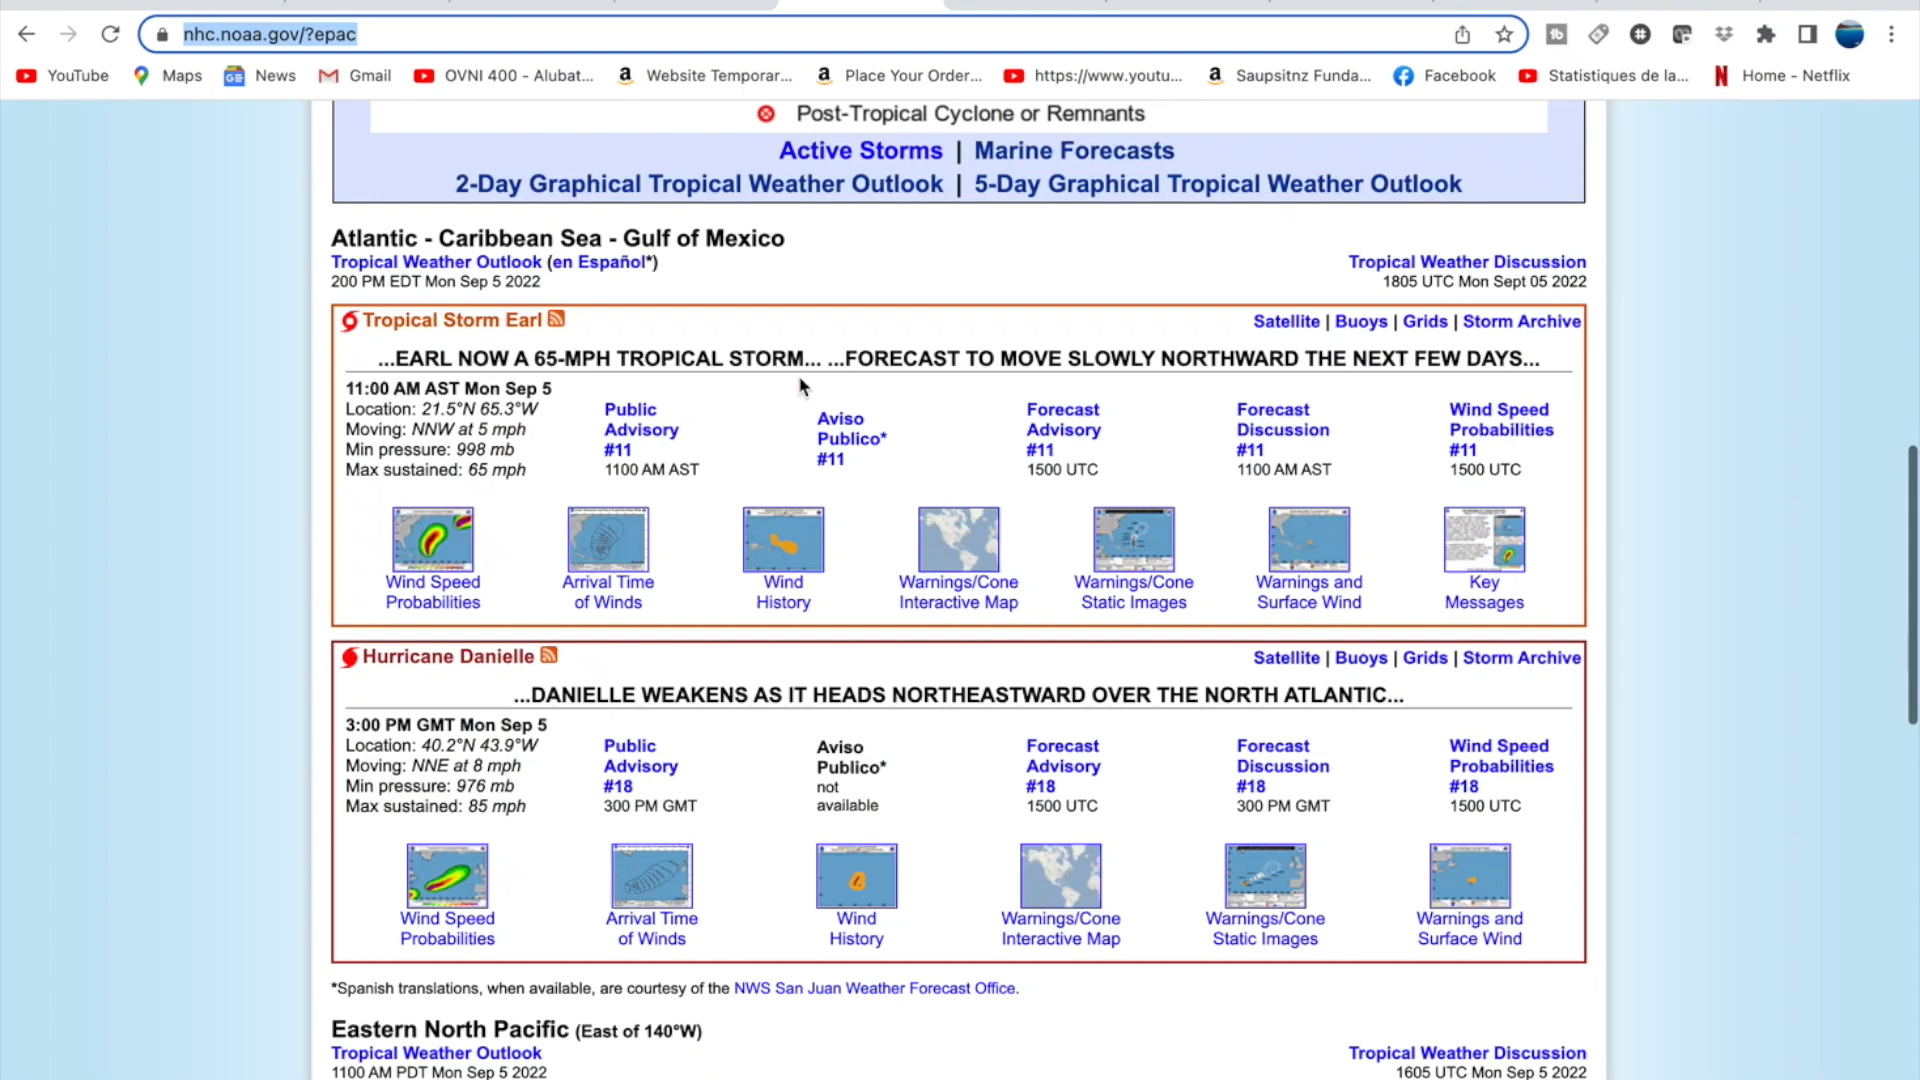 nhc.noaa.gov/?epac
YouTube Maps News Gmail OVNI 400 - Alubat... Website Temporar... Place Your Order... https://www.youtu... Saupsitnz Funda... Facebook Statistiques de la... Home - Netflix
Post-Tropical Cyclone or Remnants
Active Storms | Marine Forecasts
2-Day Graphical Tropical Weather Outlook | 5-Day Graphical Tropical Weather Outlook
Atlantic - Caribbean Sea - Gulf of Mexico
Tropical Weather Outlook (en Español*)
Tropical Weather Discussion
200 PM EDT Mon Sep 5 2022
1805 UTC Mon Sept 05 2022
Tropical Storm Earl
Satellite | Buoys | Grids | Storm Archive
...EARL NOW A 65-MPH TROPICAL STORM... ...FORECAST TO MOVE SLOWLY NORTHWARD THE NEXT FEW DAYS...
11:00 AM AST Mon Sep 5
Location: 21.5°N 65.3°W
Moving: NNW at 5 mph
Min pressure: 998 mb
Max sustained: 65 mph
Public
Advisory
#11
1100 AM AST
Aviso
Publico*
#11
Forecast
Advisory
#11
1500 UTC
Forecast
Discussion
#11
1100 AM AST
Wind Speed
Probabilities
#11
1500 UTC
Wind Speed
Probabilities
Arrival Time
of Winds
Wind
History
Warnings/Cone
Interactive Map
Warnings/Cone
Static Images
Warnings and
Surface Wind
Key
Messages
Hurricane Danielle
Satellite | Buoys | Grids | Storm Archive
...DANIELLE WEAKENS AS IT HEADS NORTHEASTWARD OVER THE NORTH ATLANTIC...
3:00 PM GMT Mon Sep 5
Location: 40.2°N 43.9°W
Moving: NNE at 8 mph
Min pressure: 976 mb
Max sustained: 85 mph
Public
Advisory
#18
300 PM GMT
Aviso
Publico*
not
available
Forecast
Advisory
#18
1500 UTC
Forecast
Discussion
#18
300 PM GMT
Wind Speed
Probabilities
#18
1500 UTC
Wind Speed
Probabilities
Arrival Time
of Winds
Wind
History
Warnings/Cone
Interactive Map
Warnings/Cone
Static Images
Warnings and
Surface Wind
*Spanish translations, when available, are courtesy of the NWS San Juan Weather Forecast Office.
Eastern North Pacific (East of 140°W)
Tropical Weather Outlook
Tropical Weather Discussion
1100 AM PDT Mon Sep 5 2022
1605 UTC Mon Sep 5 2022